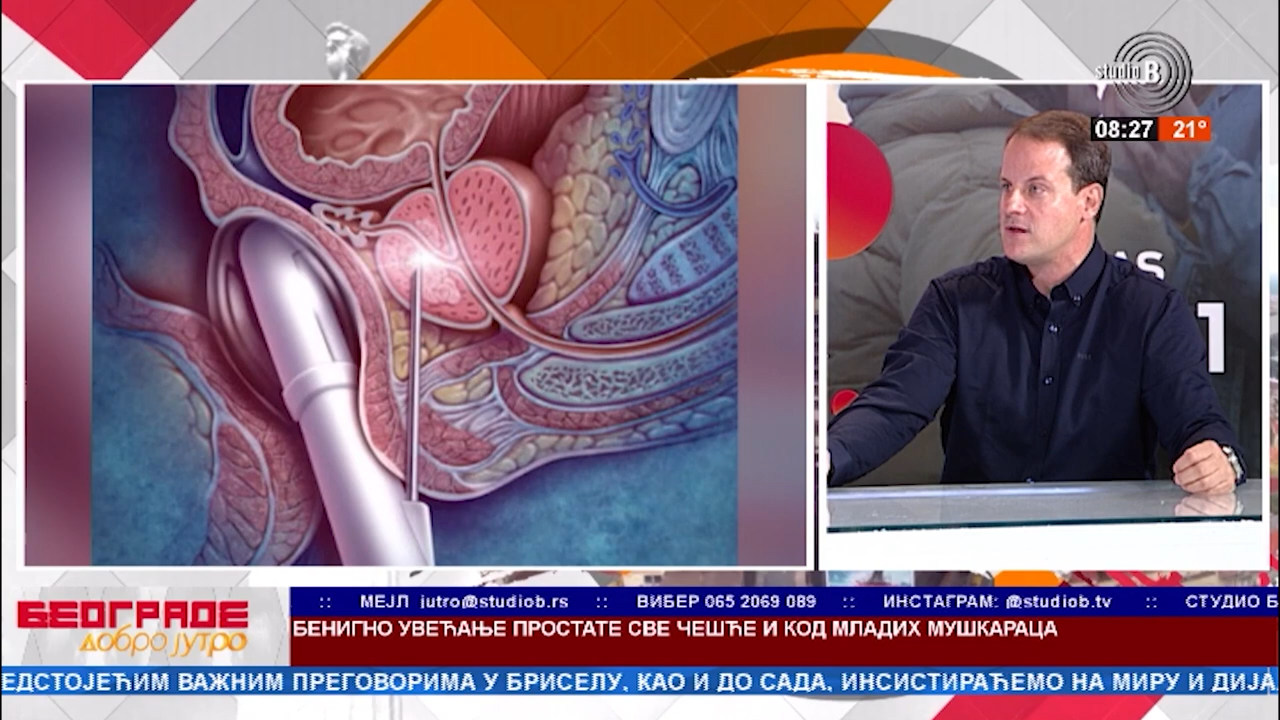 studio B
08:27 21°
AS
1
БЕОГРАДЕ
добро јутро
:: МЕЈЛ jutro@studiob.rs :: ВИБЕР 065 2069 089 :: ИНСТАГРАМ: @studiob.tv :: СТУДИО Б
БЕНИГНО УВЕЋАЊЕ ПРОСТАТЕ СВЕ ЧЕШЋЕ И КОД МЛАДИХ МУШКАРАЦА
ЕДСТОЈЕЋИМ ВАЖНИМ ПРЕГОВОРИМА У БРИСЕЛУ, КАО И ДО САДА, ИНСИСТИРАЋЕМО НА МИРУ И ДИЈА